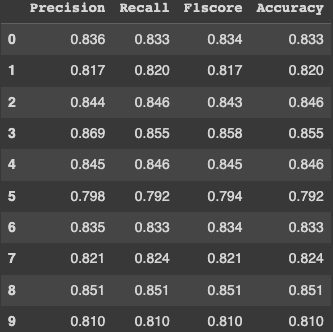 Precision Recall F1score Accuracy
0 0.836 0.833 0.834 0.833
1 0.817 0.820 0.817 0.820
2 0.844 0.846 0.843 0.846
3 0.869 0.855 0.858 0.855
4 0.845 0.846 0.845 0.846
5 0.798 0.792 0.794 0.792
6 0.835 0.833 0.834 0.833
7 0.821 0.824 0.821 0.824
8 0.851 0.851 0.851 0.851
9 0.810 0.810 0.810 0.810